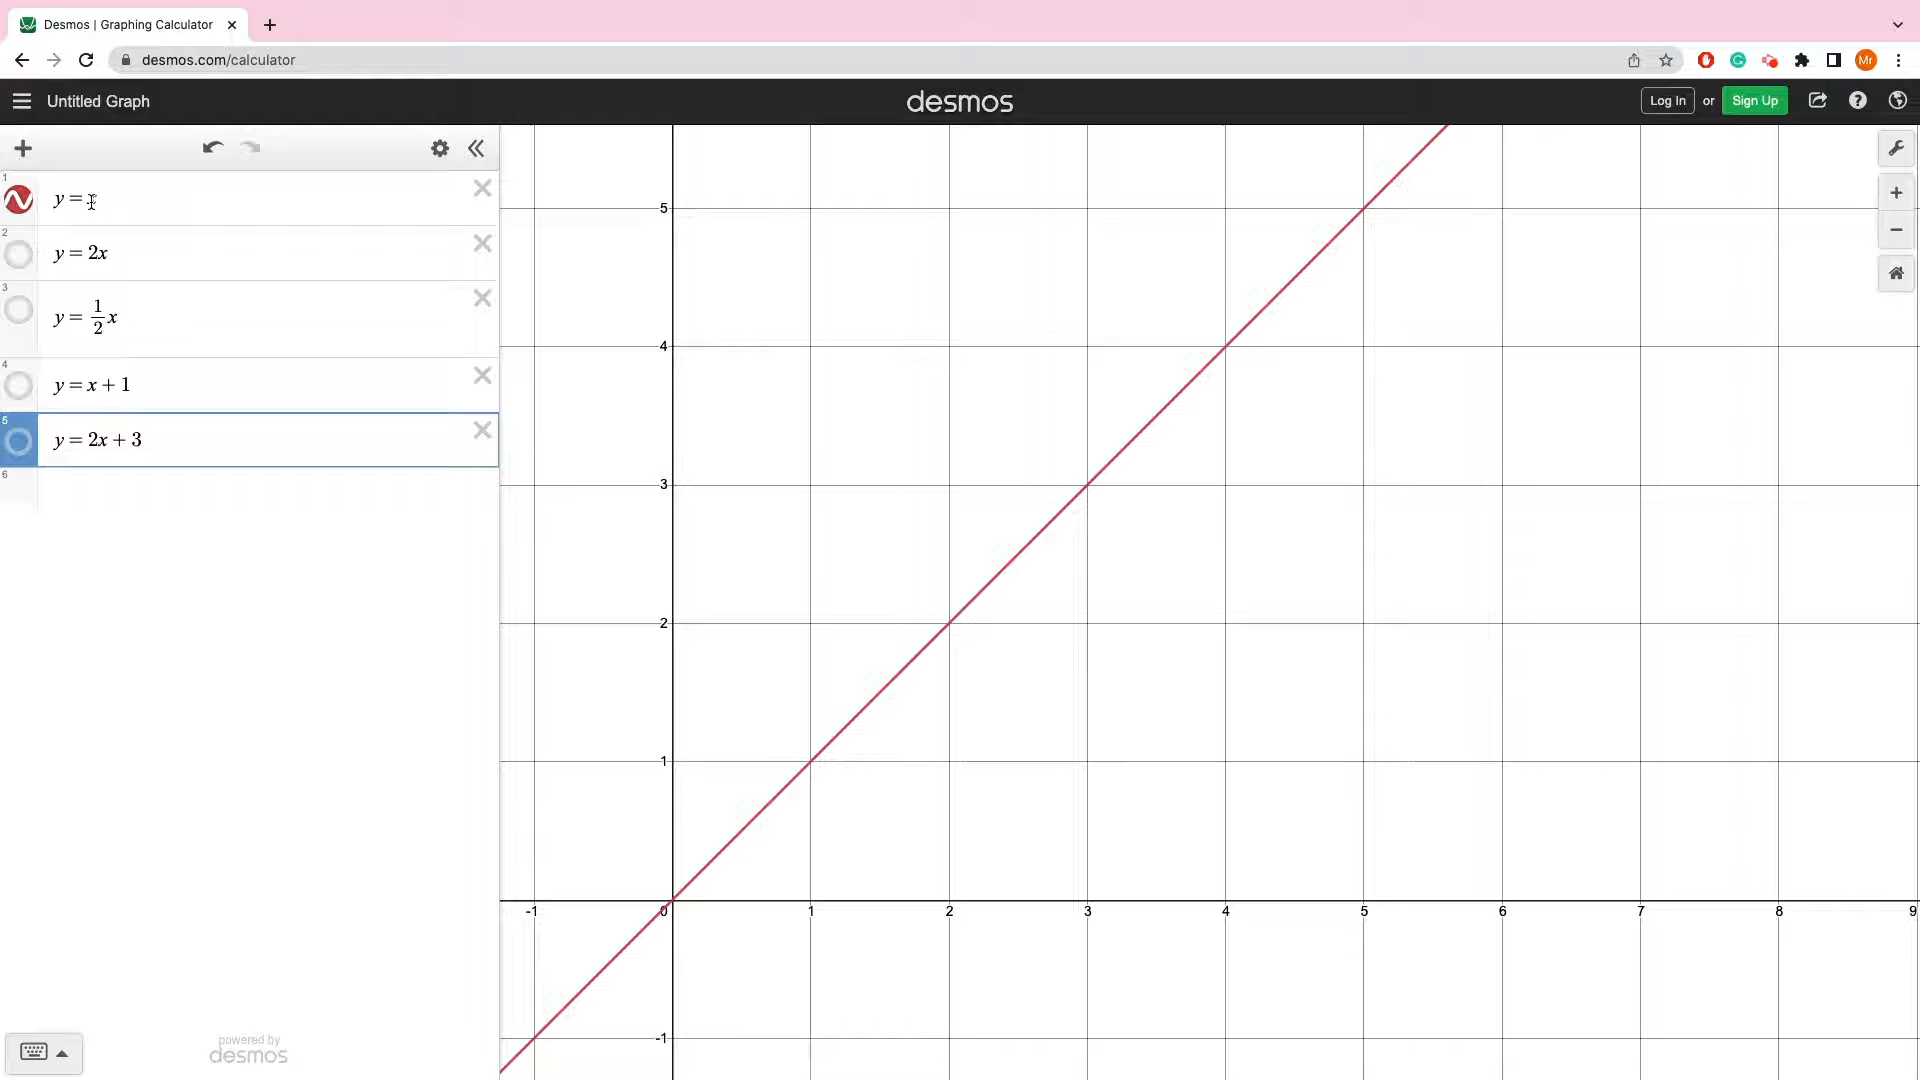 Desmos | Graphing Calculator
desmos.com/calculator
Mr
Untitled Graph
desmos
Log In or Sign Up
1
y =
2
y = 2x
3
y = 1/2 x
4
y = x + 1
5
y = 2x + 3
6
powered by
desmos
5
4
3
2
1
-1 0 1 2 3 4 5 6 7 8 9
-1